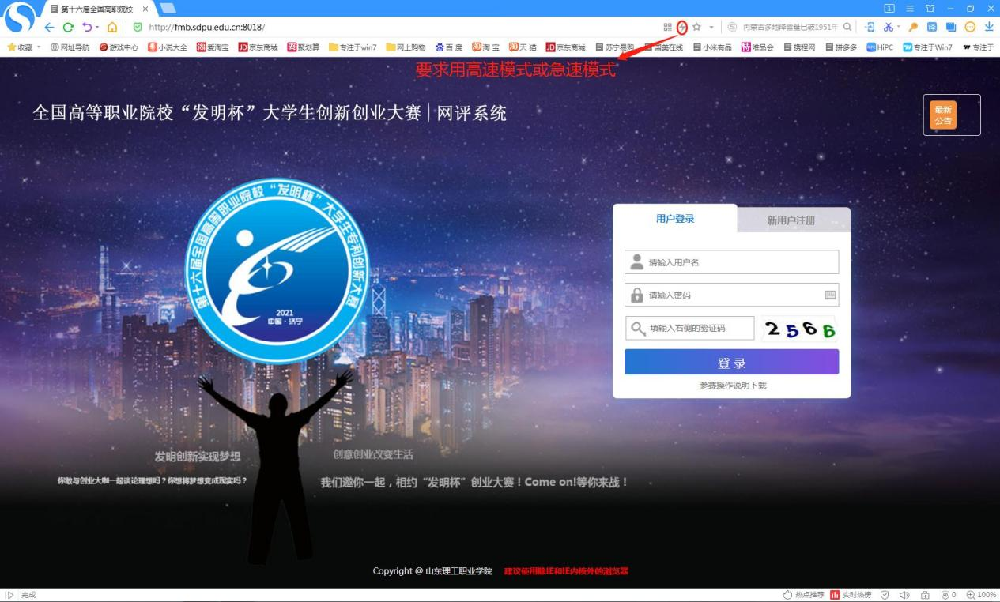 第十六届全国高职院校
1
http://fmb.sdpu.edu.cn:8018/
内蒙古多地降雪量已破1951年
收藏
网址导航
游戏中心
小说大全
爱淘宝
京东商城
聚划算
专注于win7
网上购物
百 度
淘 宝
天 猫
京东商城
苏宁易购
国美在线
小米有品
唯品会
携程网
拼多多
HiPC
专注于Win7
专注于
要求用高速模式或急速模式
全国高等职业院校“发明杯”大学生创新创业大赛|网评系统
最新
公告
第十六届全国高等职业院校“发明杯”大学生专利创新大赛
2021
中国·济宁
用户登录
新用户注册
请输入用户名
请输入密码
填输入右侧的验证码
2566
登 录
参赛操作说明下载
发明创新实现梦想
创意创业改变生活
你敢与创业大咖一起谈论理想吗？你想将梦想变成现实吗？
我们邀你一起，相约“发明杯”创业大赛！Come on!等你来战！
Copyright @ 山东理工职业学院 建议使用除IE和IE内核外的浏览器
完成
热点推荐
实时热榜
0
100%